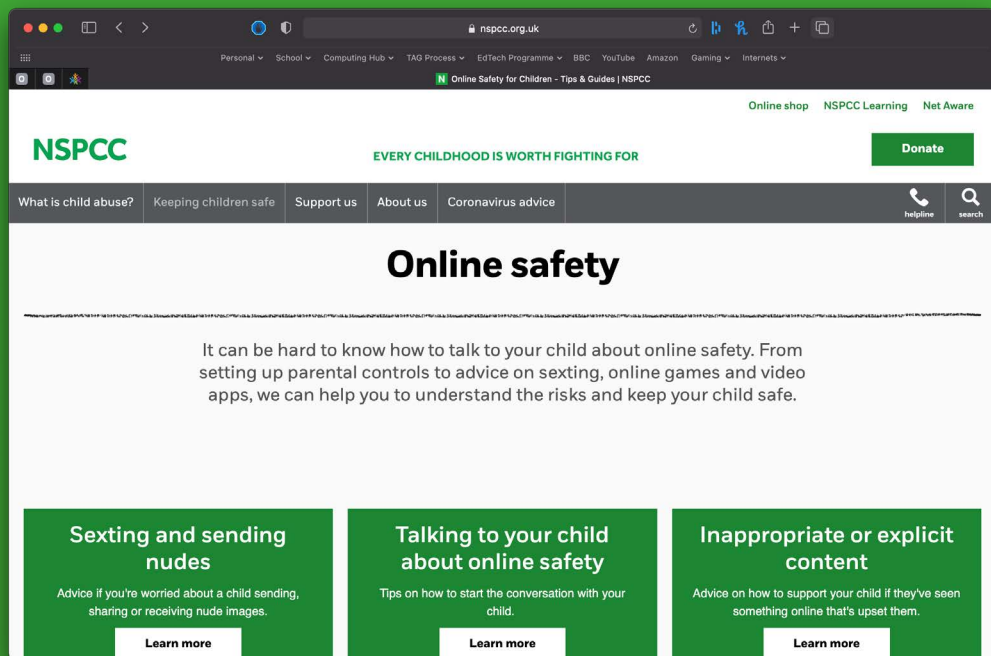 nspcc.org.uk
Personal School Computing Hub TAG Process EdTech Programme BBC YouTube Amazon Gaming Internets
O O N Online Safety for Children - Tips & Guides | NSPCC
Online shop NSPCC Learning Net Aware
NSPCC
EVERY CHILDHOOD IS WORTH FIGHTING FOR
Donate
What is child abuse? Keeping children safe Support us About us Coronavirus advice helpline search
Online safety
It can be hard to know how to talk to your child about online safety. From
setting up parental controls to advice on sexting, online games and video
apps, we can help you to understand the risks and keep your child safe.
Sexting and sending
nudes
Advice if you're worried about a child sending,
sharing or receiving nude images.
Learn more
Talking to your child
about online safety
Tips on how to start the conversation with your
child.
Learn more
Inappropriate or explicit
content
Advice on how to support your child if they've seen
something online that's upset them.
Learn more